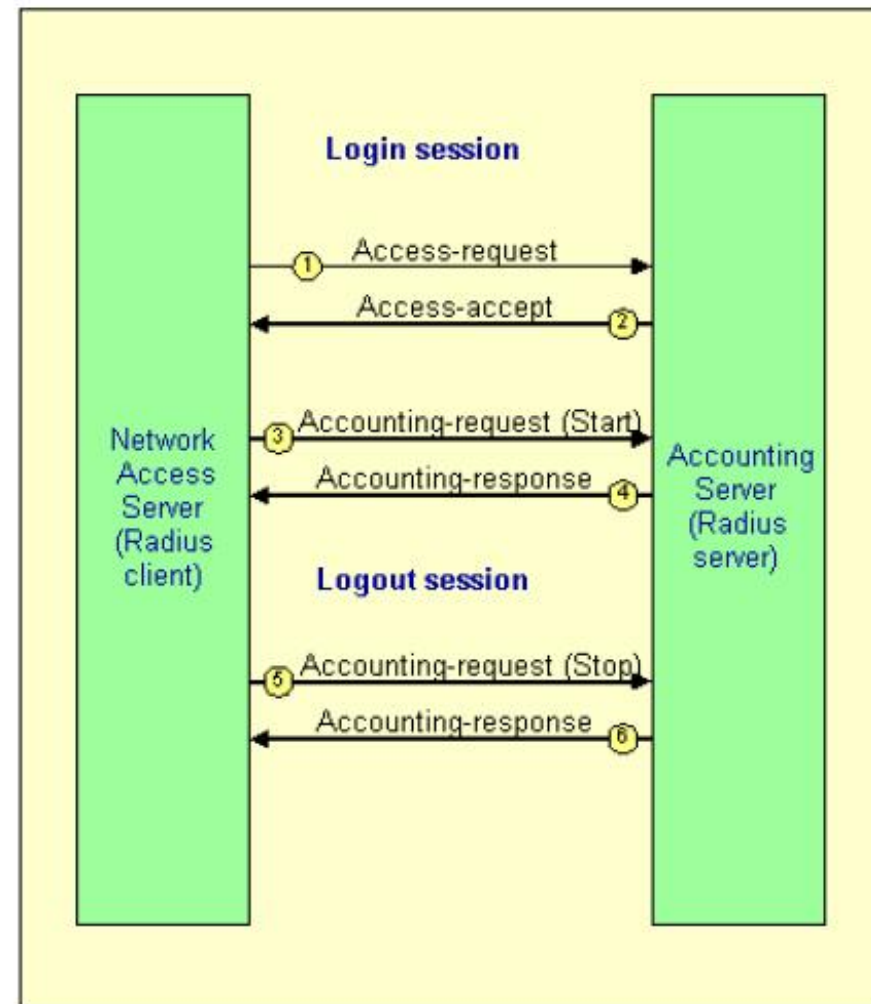 Login session
1
Access-request
Access-accept
2
3
Accounting-request (Start)
Accounting-response
4
Network
Access
Server
(Radius
client)
Accounting
Server
(Radius
server)
Logout session
5
Accounting-request (Stop)
Accounting-response
6